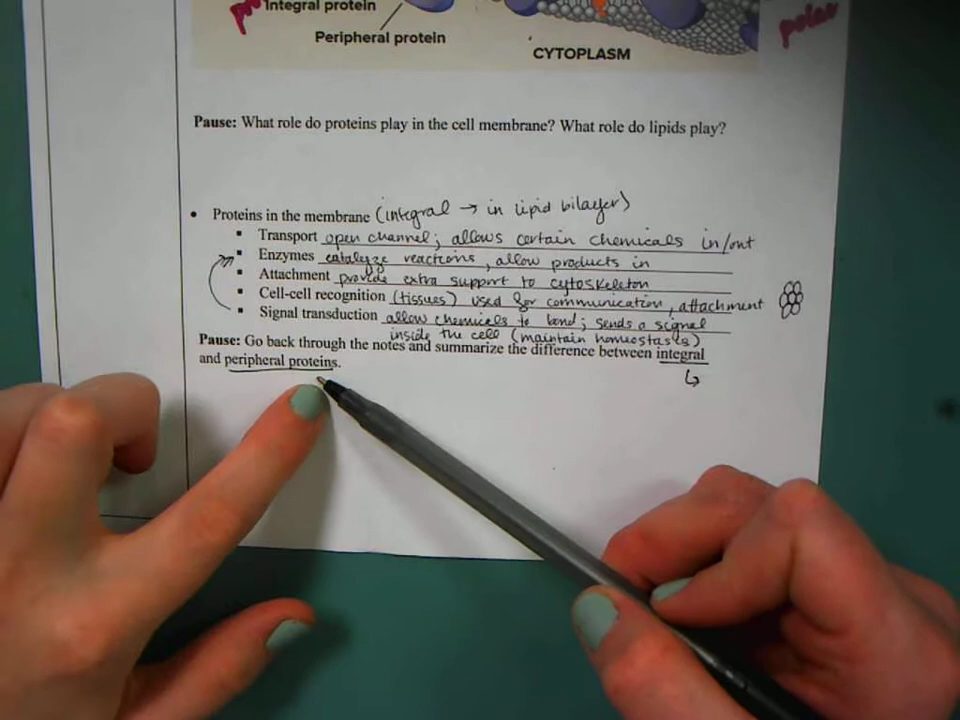 Integral protein
Peripheral protein
CYTOPLASM
polar
Pause: What role do proteins play in the cell membrane? What role do lipids play?
• Proteins in the membrane (integral → in lipid bilayer)
▪ Transport open channel; allows certain chemicals in/out
▪ Enzymes catalyze reactions, allow products in
▪ Attachment provide extra support to cytoskeleton
▪ Cell-cell recognition (tissues) used for communication, attachment
▪ Signal transduction allow chemicals to bond; sends a signal
inside the cell (maintain homeostasis)
Pause: Go back through the notes and summarize the difference between integral
and peripheral proteins.